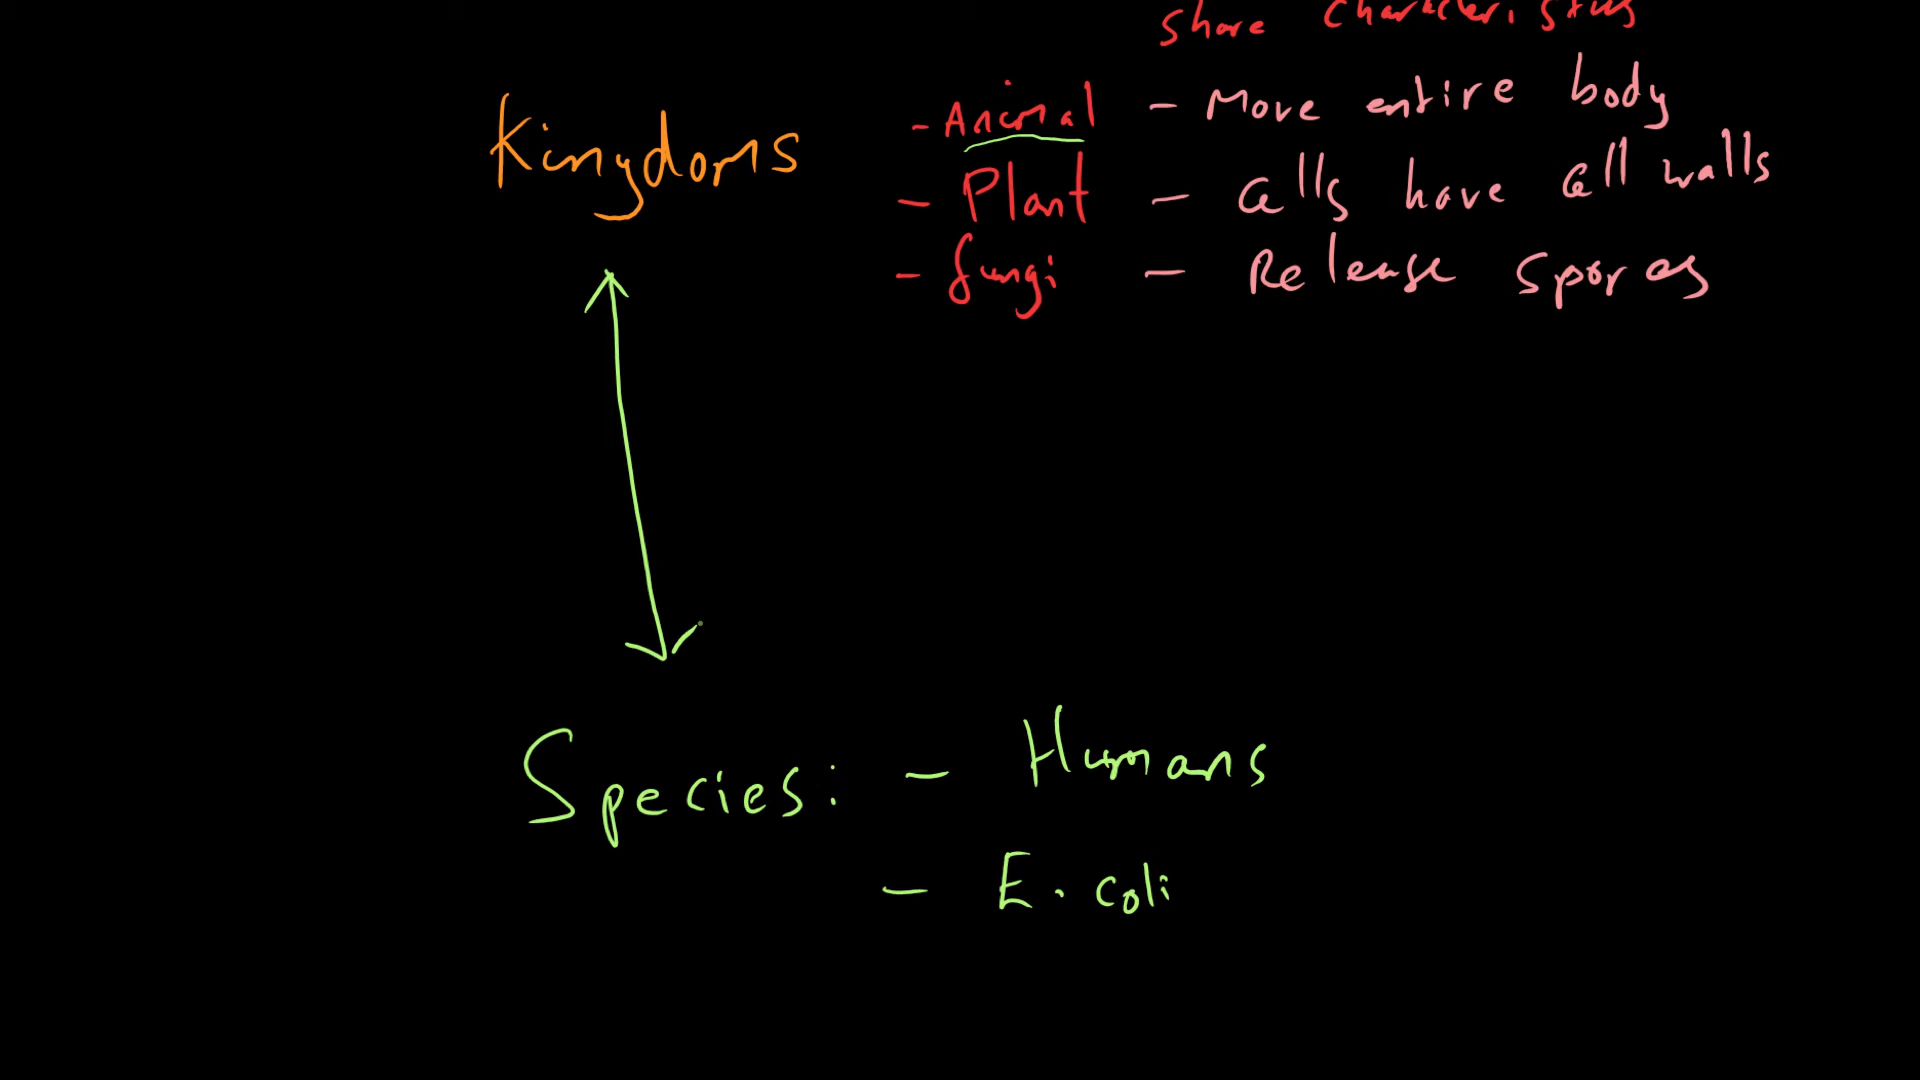 share characteristics
Kingdoms
- Animal - Move entire body
- Plant - Cells have cell walls
- fungi - Release spores
Species: - Humans
- E. coli